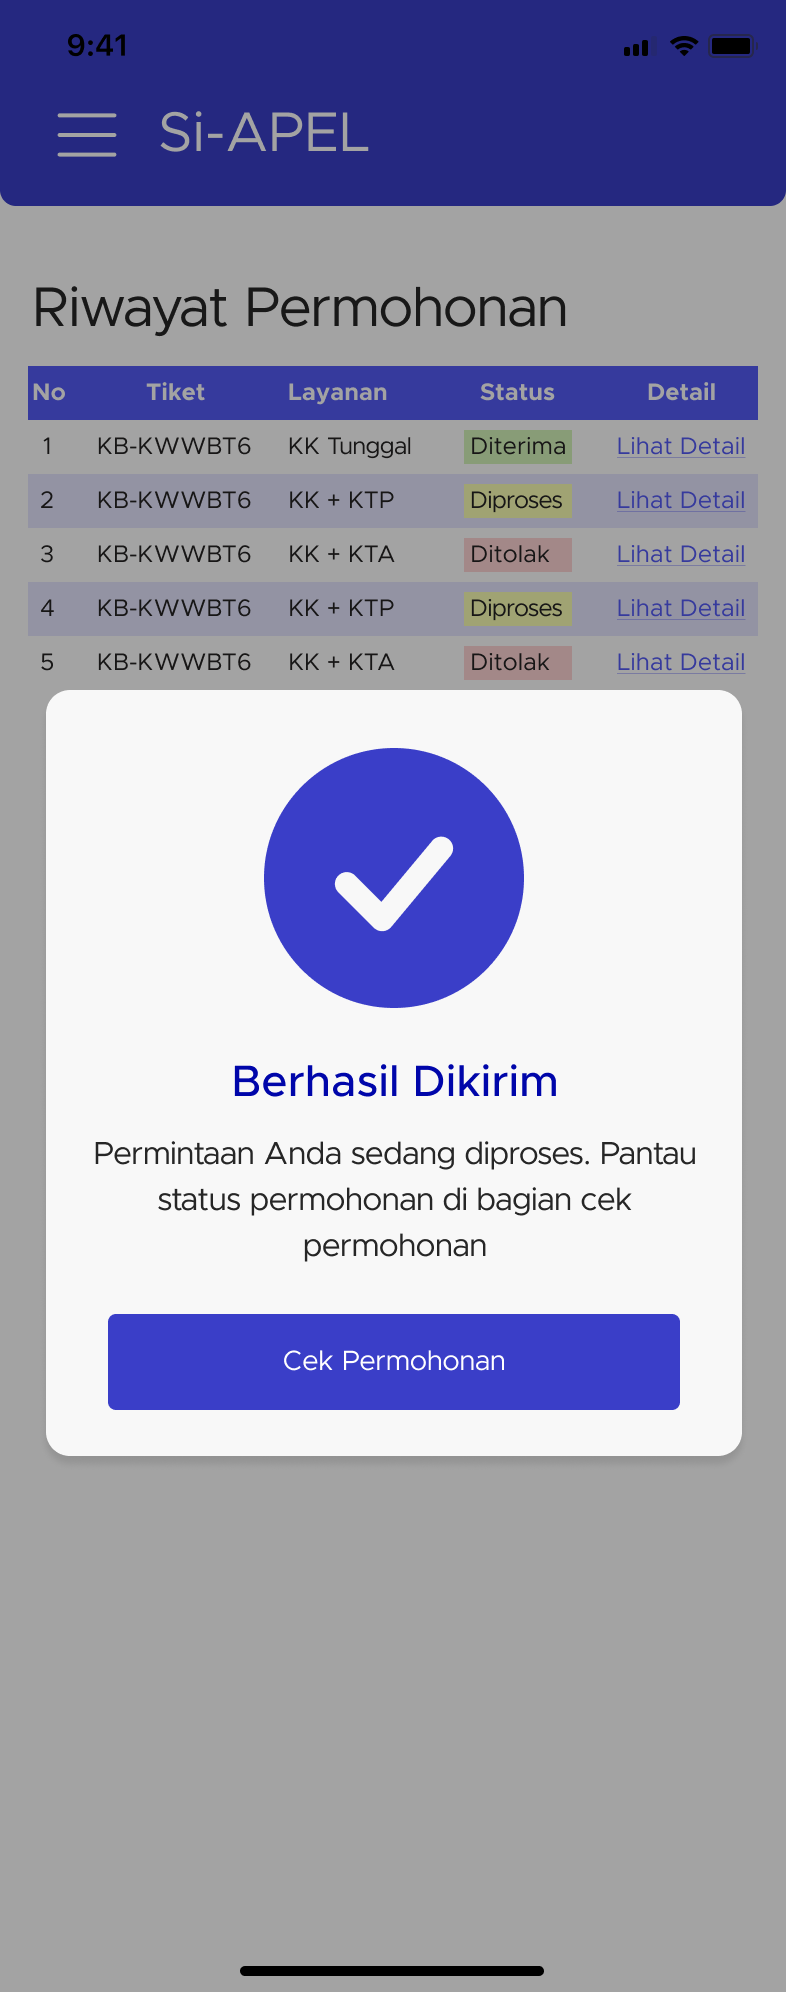 9:41
Si-APEL
Riwayat Permohonan
No Tiket Layanan Status Detail
1 KB-KWWBT6 KK Tunggal Diterima Lihat Detail
2 KB-KWWBT6 KK + KTP Diproses Lihat Detail
3 KB-KWWBT6 KK + KTA Ditolak Lihat Detail
4 KB-KWWBT6 KK + KTP Diproses Lihat Detail
5 KB-KWWBT6 KK + KTA Ditolak Lihat Detail
Berhasil Dikirim
Permintaan Anda sedang diproses. Pantau
status permohonan di bagian cek
permohonan
Cek Permohonan